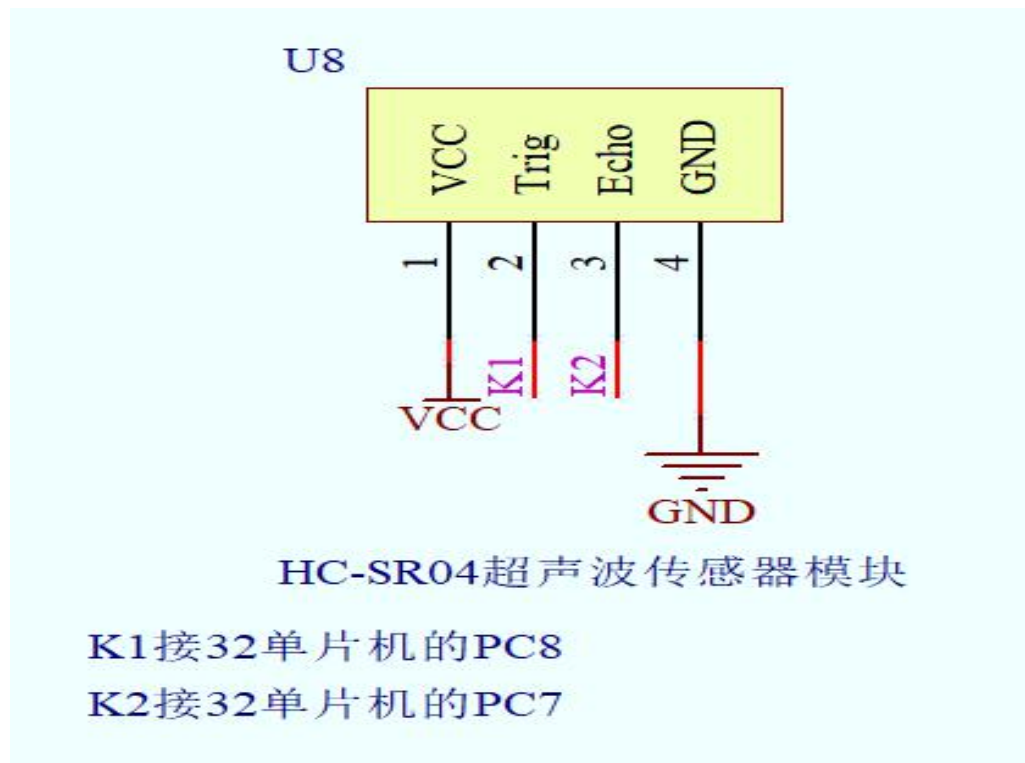 U8
VCC
Trig
Echo
GND
1
2
3
4
K1
K2
VCC
GND
HC-SR04超声波传感器模块
K1接32单片机的PC8
K2接32单片机的PC7